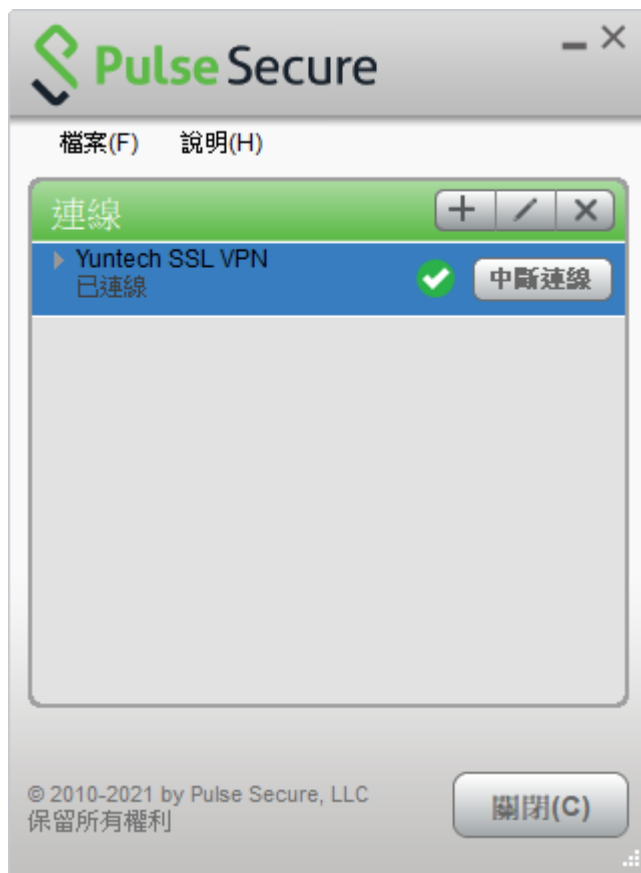 Pulse Secure
檔案(F) 說明(H)
連線
Yuntech SSL VPN
已連線
中斷連線
© 2010-2021 by Pulse Secure, LLC
保留所有權利
關閉(C)